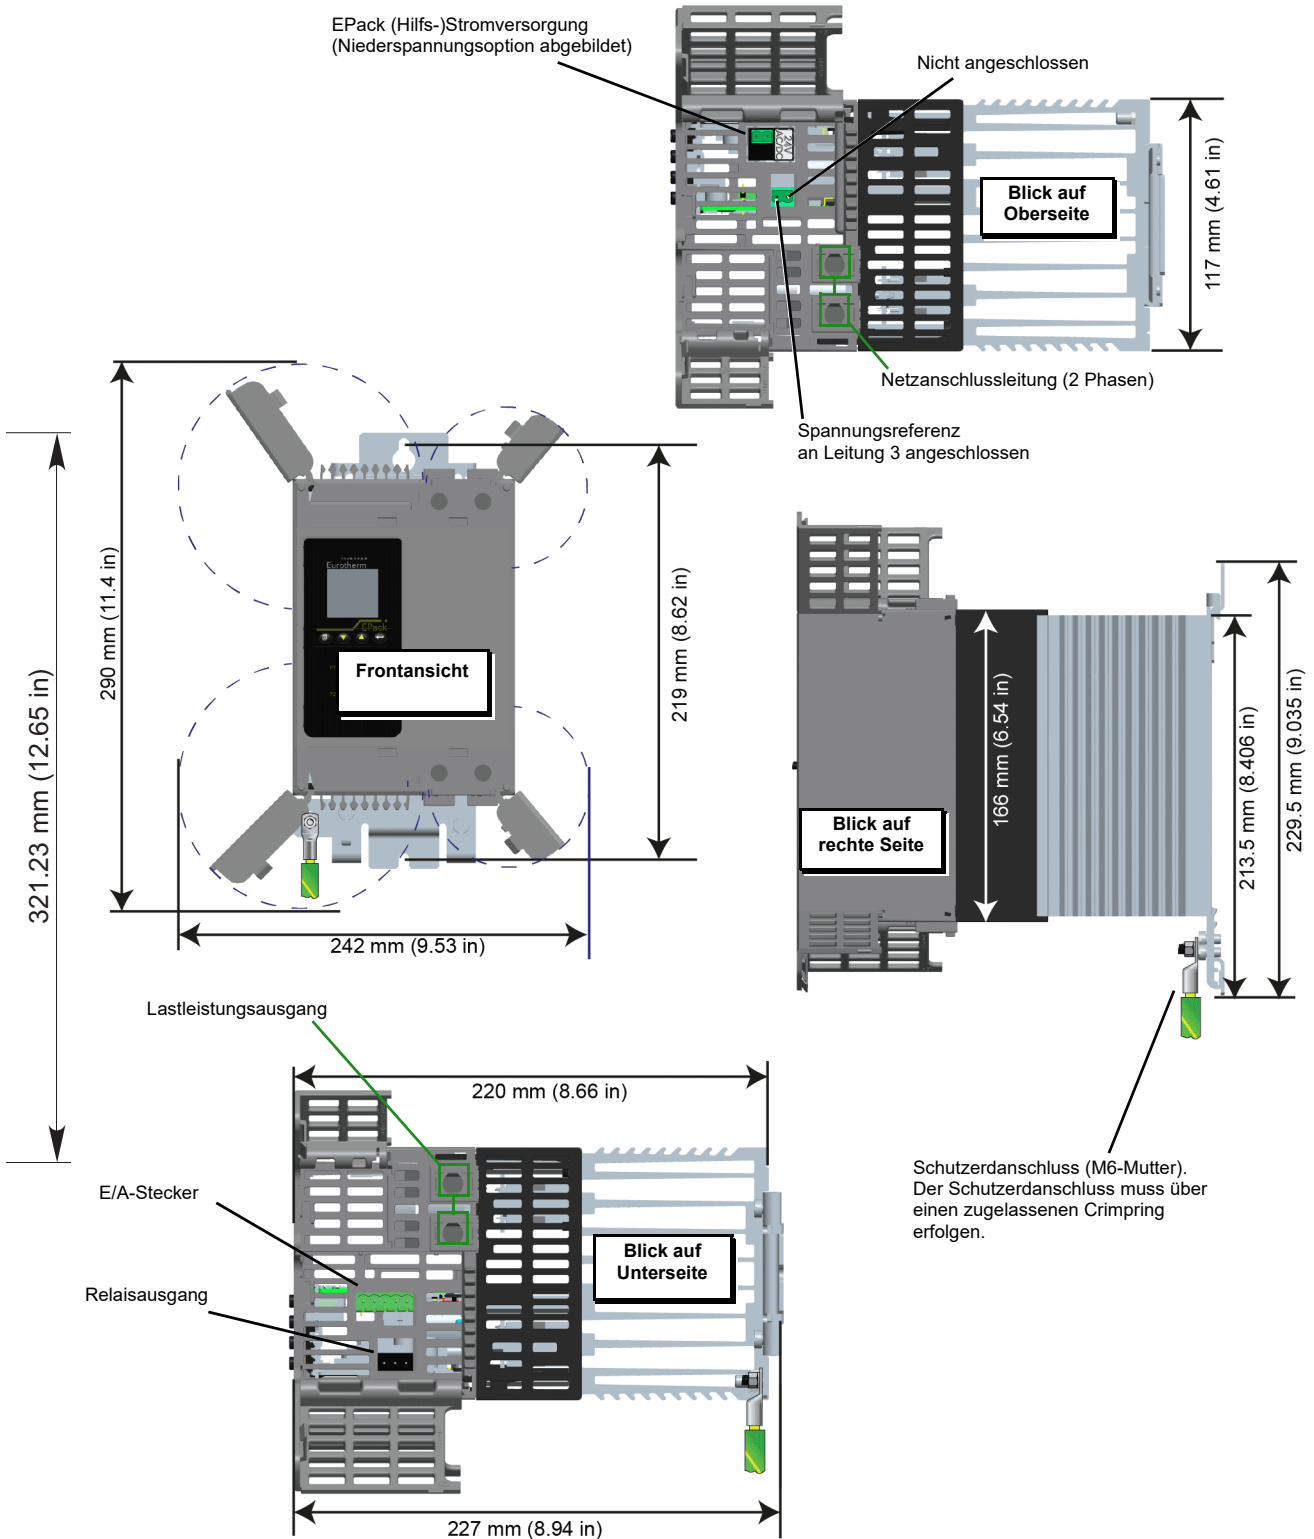 EPack (Hilfs-)Stromversorgung
(Niederspannungsoption abgebildet)
Nicht angeschlossen
24V
AC/DC
Blick auf
Oberseite
117 mm (4.61 in)
Netzanschlussleitung (2 Phasen)
Spannungsreferenz
an Leitung 3 angeschlossen
321.23 mm (12.65 in)
290 mm (11.4 in)
Eurotherm
EPack
Frontansicht
219 mm (8.62 in)
242 mm (9.53 in)
166 mm (6.54 in)
Blick auf
rechte Seite
213.5 mm (8.406 in)
229.5 mm (9.035 in)
Lastleistungsausgang
220 mm (8.66 in)
E/A-Stecker
Relaisausgang
Blick auf
Unterseite
227 mm (8.94 in)
Schutzerdanschluss (M6-Mutter).
Der Schutzerdanschluss muss über
einen zugelassenen Crimpring
erfolgen.